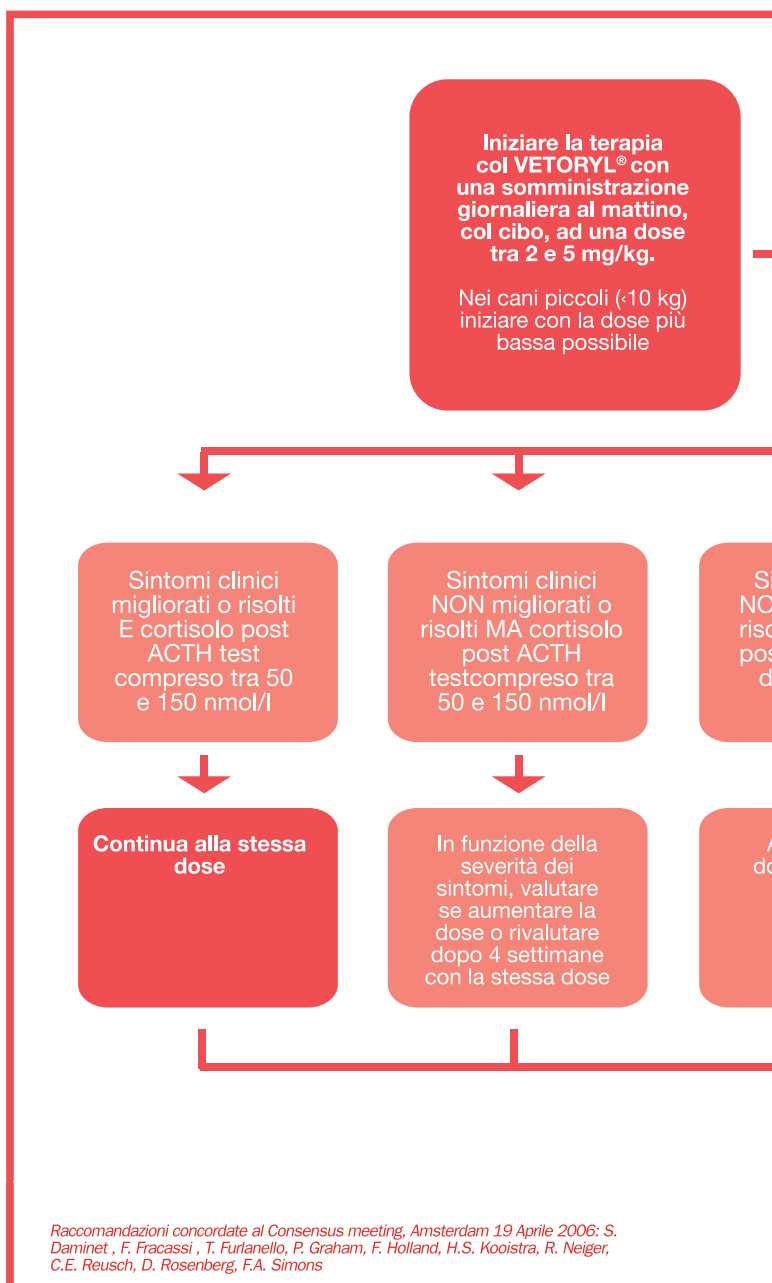 Iniziare la terapia
col VETORYL® con
una somministrazione
giornaliera al mattino,
col cibo, ad una dose
tra 2 e 5 mg/kg.
Nei cani piccoli (‹10 kg)
iniziare con la dose più
bassa possibile
Sintomi clinici
migliorati o risolti
E cortisolo post
ACTH test
compreso tra 50
e 150 nmol/l
Sintomi clinici
NON migliorati o
risolti MA cortisolo
post ACTH
testcompreso tra
50 e 150 nmol/l
Continua alla stessa
dose
In funzione della
severità dei
sintomi, valutare
se aumentare la
dose o rivalutare
dopo 4 settimane
con la stessa dose
Raccomandazioni concordate al Consensus meeting, Amsterdam 19 Aprile 2006: S.
Daminet , F. Fracassi , T. Furlanello, P. Graham, F. Holland, H.S. Kooistra, R. Neiger,
C.E. Reusch, D. Rosenberg, F.A. Simons